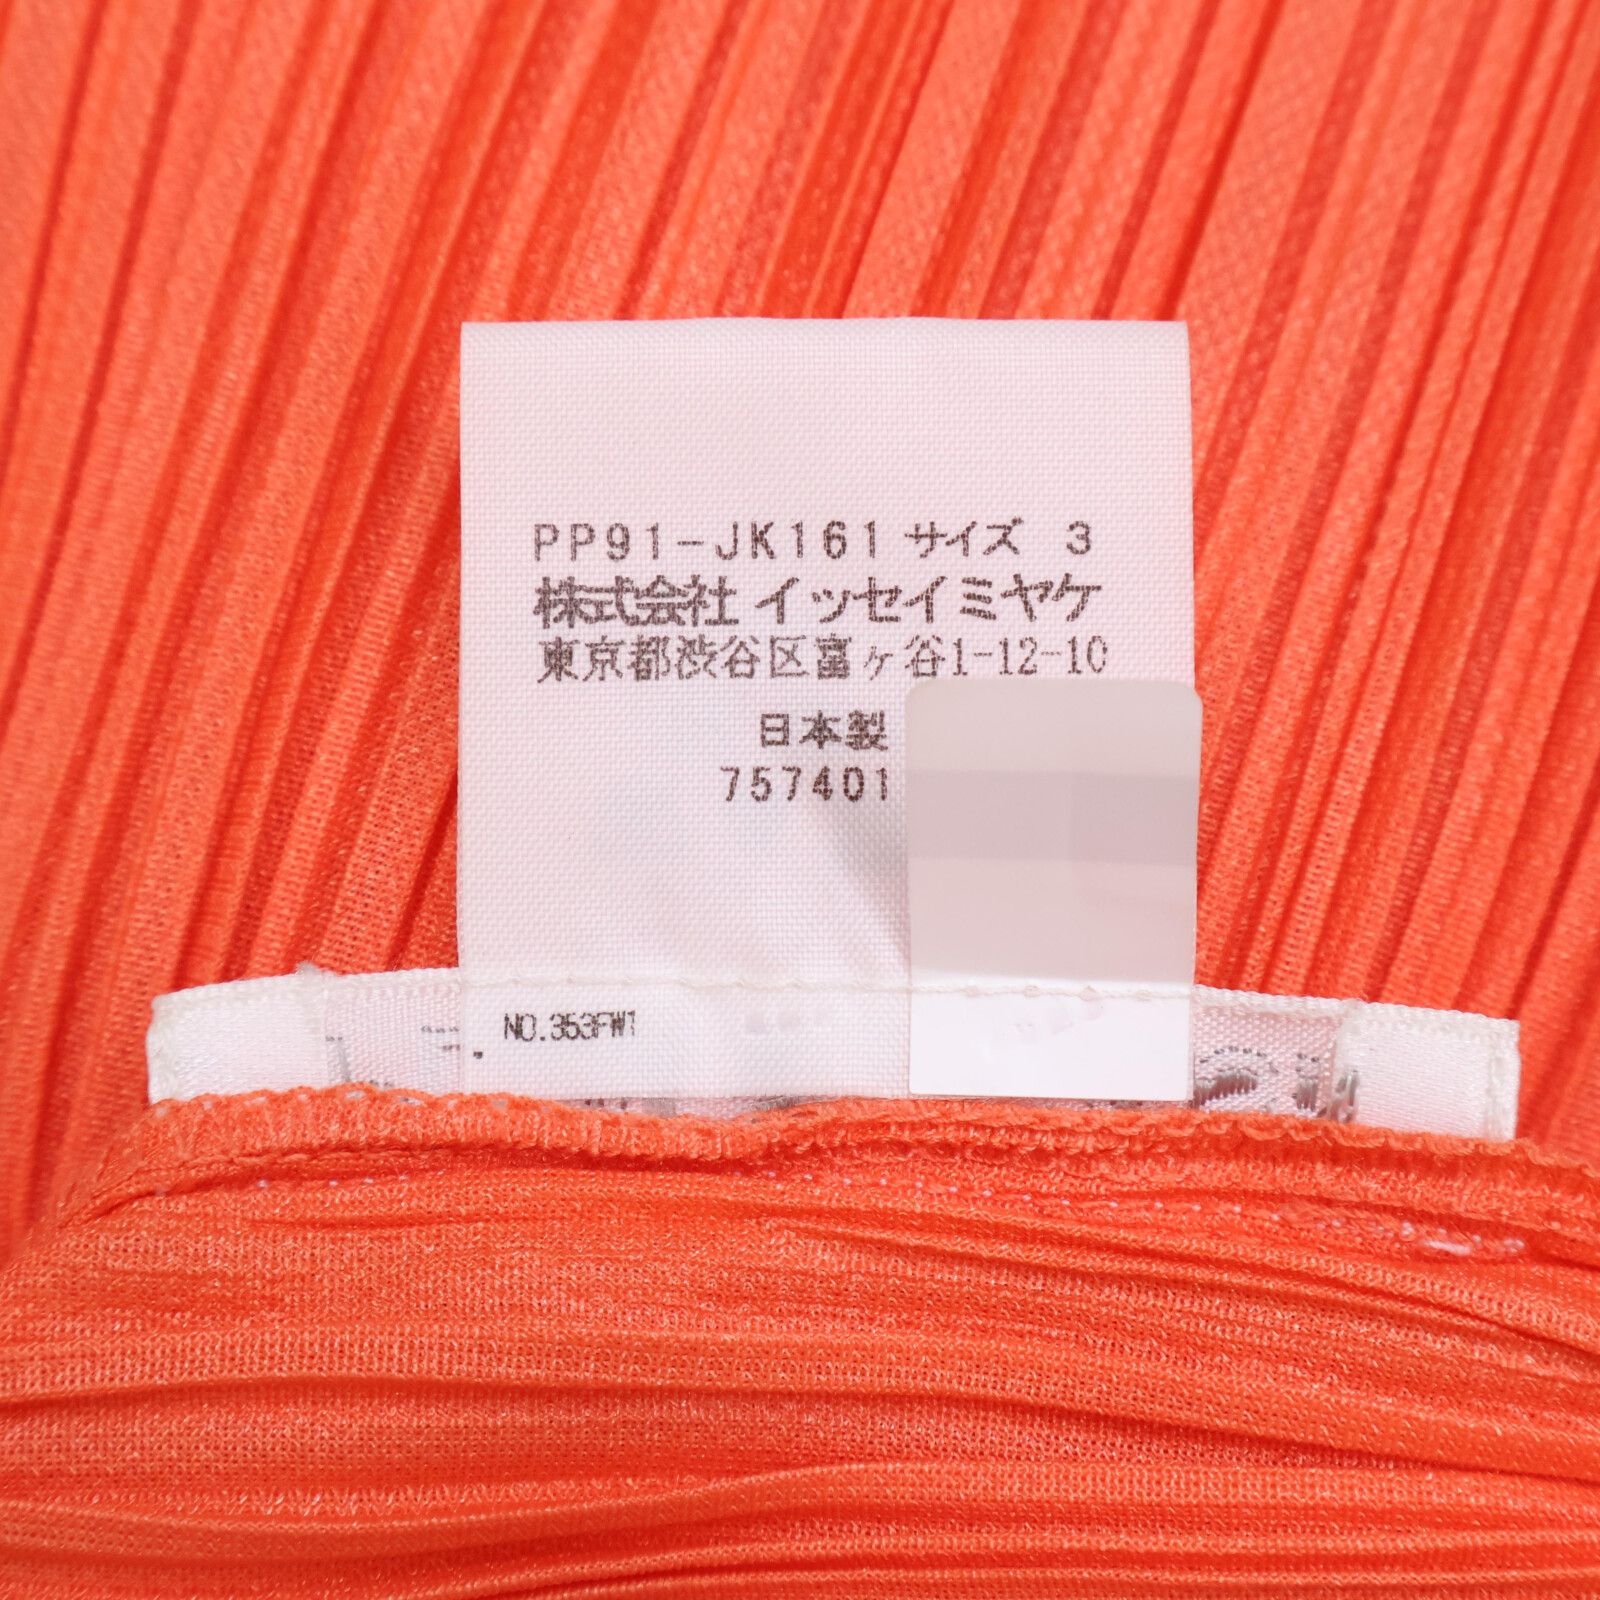 PP91-JK161 サイズ 3
株式会社 イッセイミヤケ
東京都渋谷区富ヶ谷1-12-10
日本製
757401
NO.353FW1